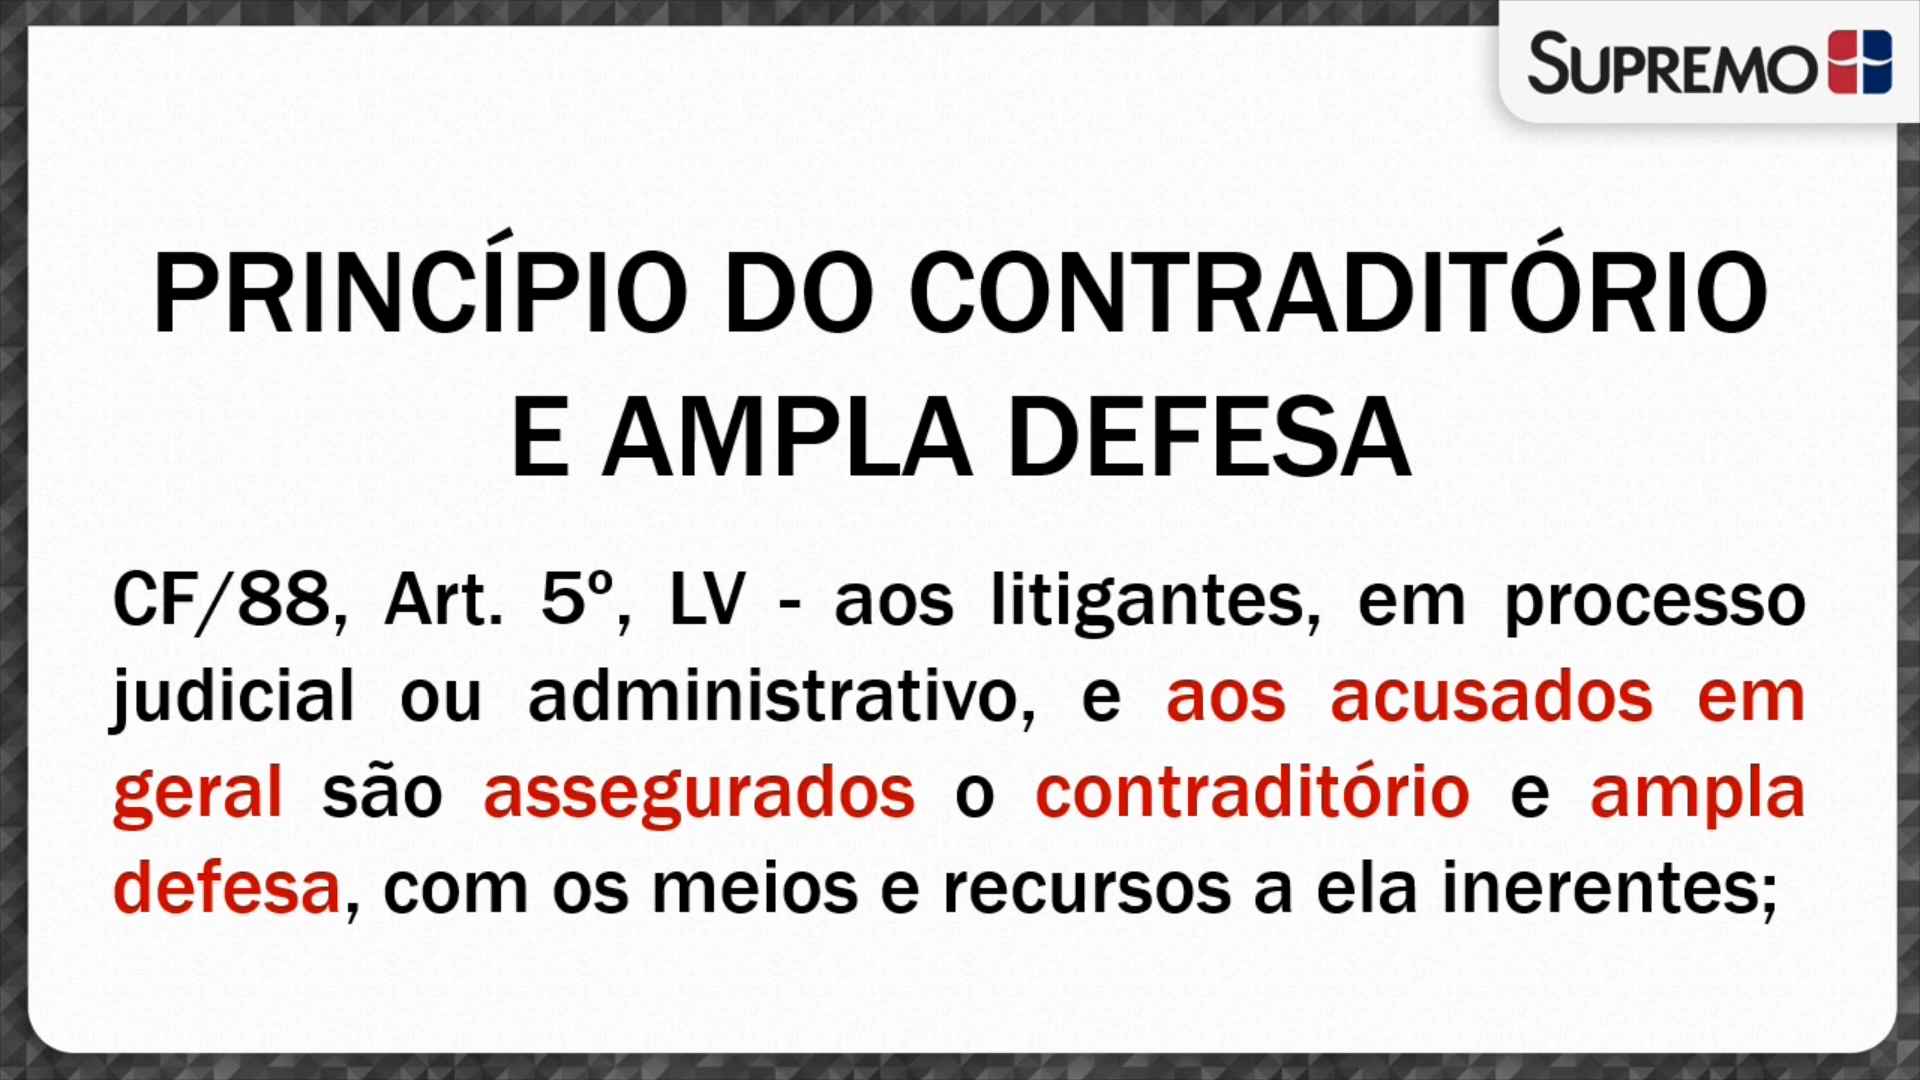 SUPREMO
PRINCÍPIO DO CONTRADITÓRIO
E AMPLA DEFESA
CF/88, Art. 5º, LV - aos litigantes, em processo
judicial ou administrativo, e aos acusados em
geral são assegurados o contraditório e ampla
defesa, com os meios e recursos a ela inerentes;